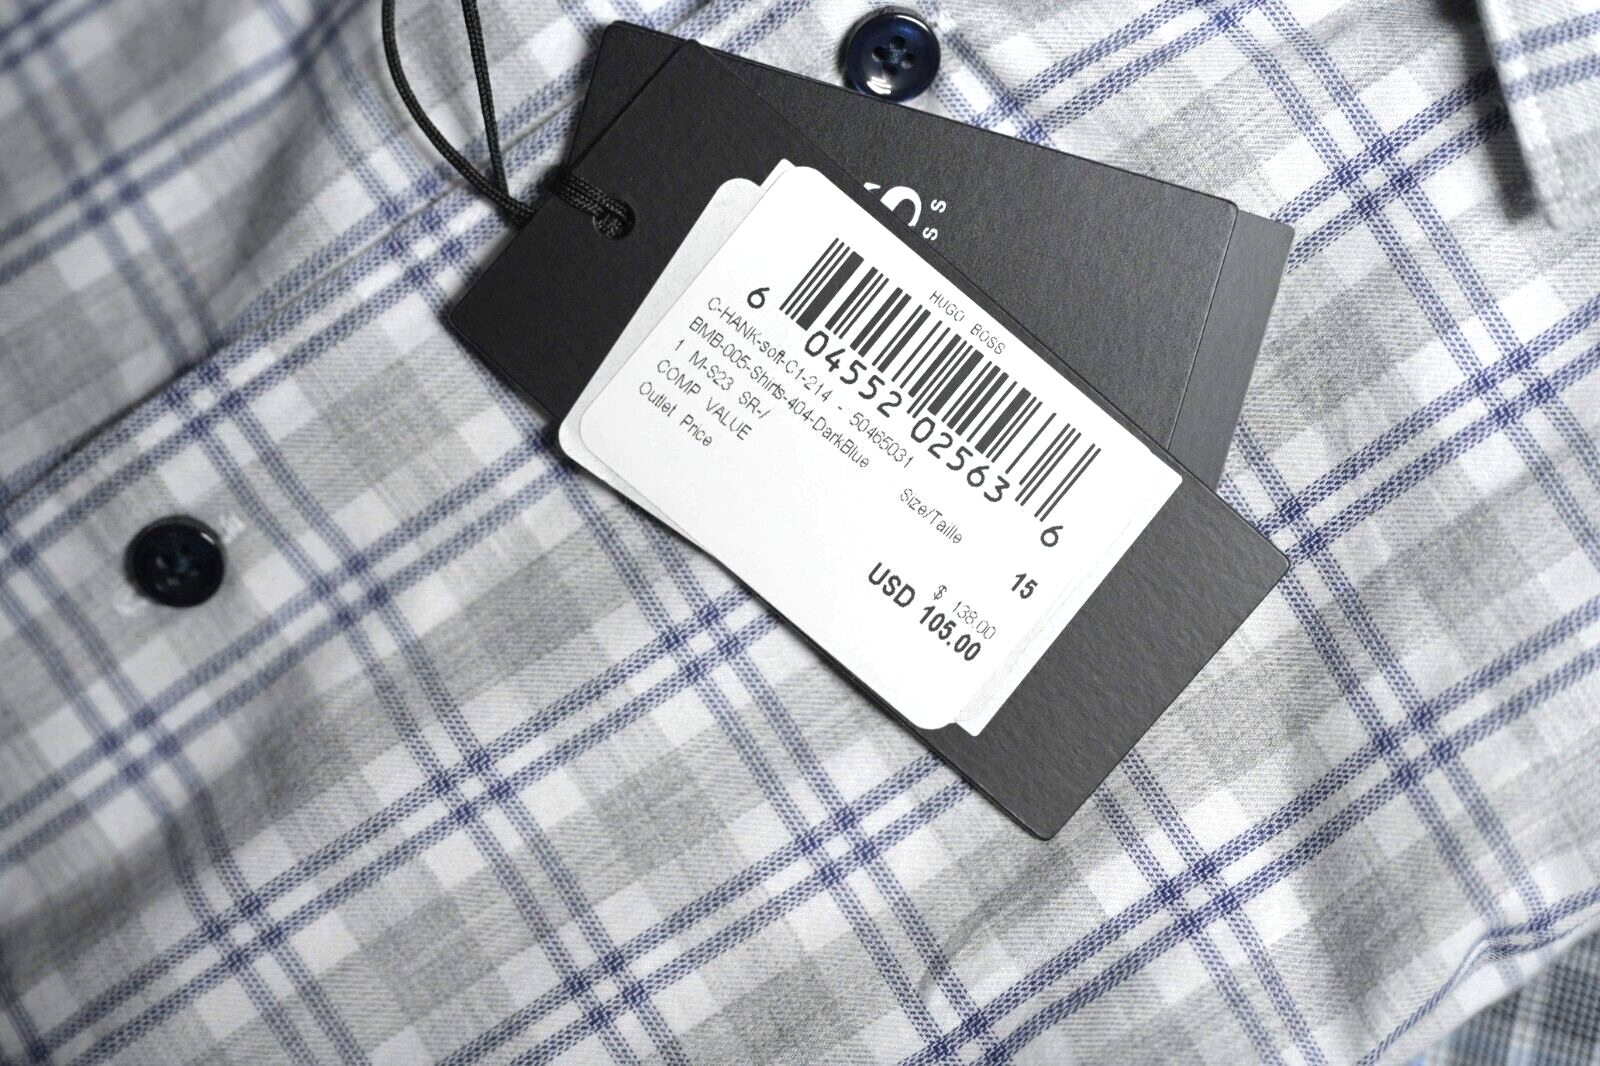 HUGO BOSS
6 04552 02563 6
C-HANK-soft-C1-214 - 50465031
BMB-005-Shirts-404-DarkBlue
1 M-S23 SR-/
Size/Taille 15
COMP VALUE $ 138.00
Outlet Price USD 105.00